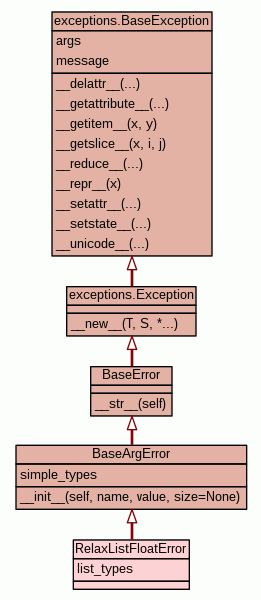 exceptions.BaseException
args
message
__delattr__(...)
__getattribute__(...)
__getitem__(x, y)
__getslice__(x, i, j)
__reduce__(...)
__repr__(x)
__setattr__(...)
__setstate__(...)
__unicode__(...)
exceptions.Exception
__new__(T, S, *...)
BaseError
__str__(self)
BaseArgError
simple_types
__init__(self, name, value, size=None)
RelaxListFloatError
list_types